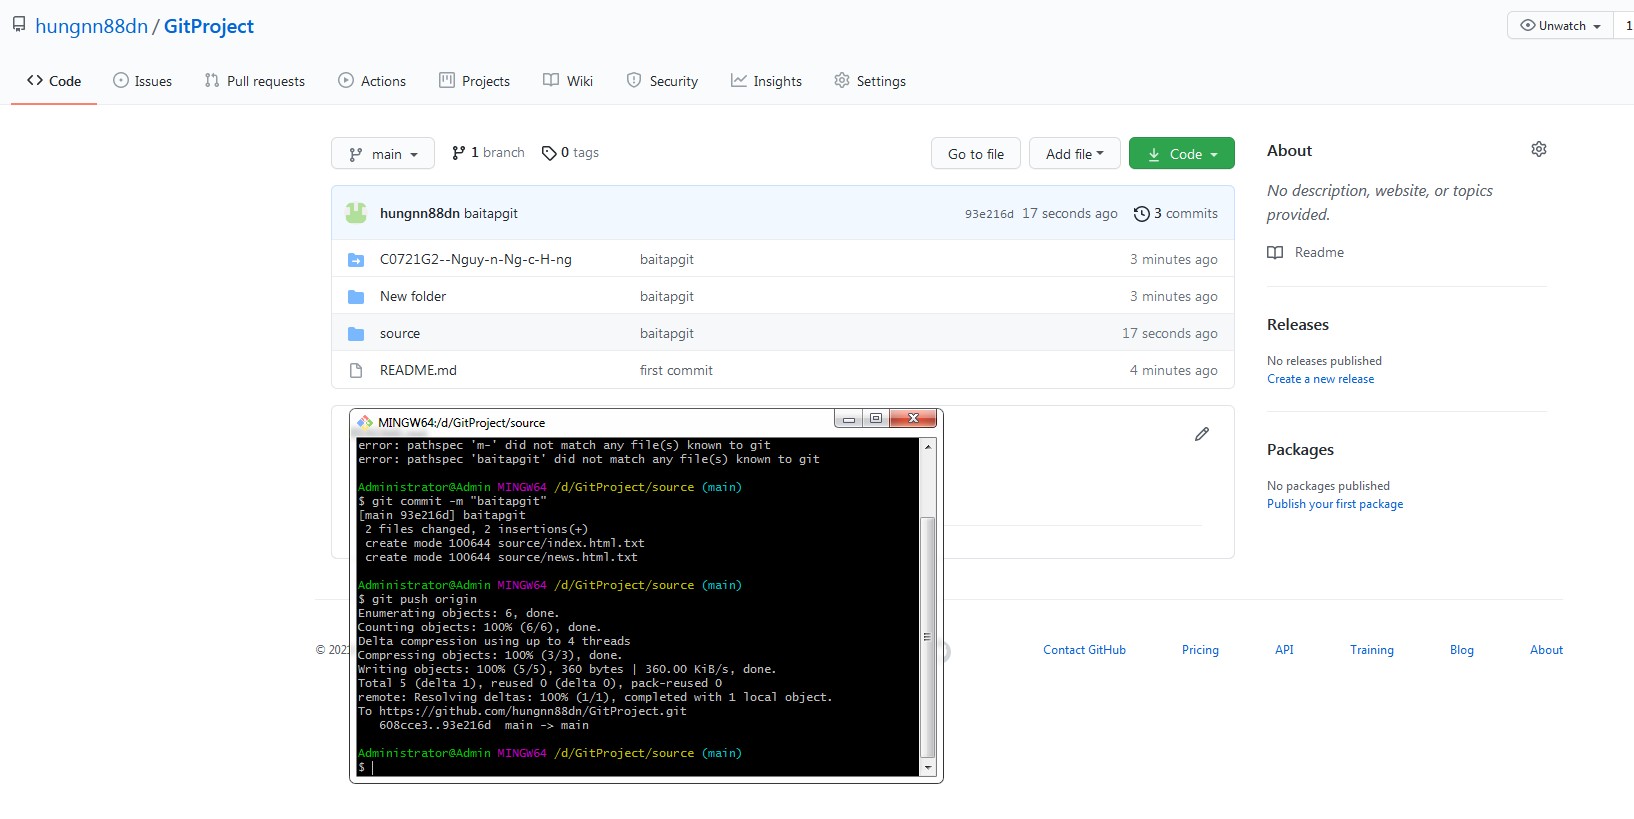 hungnn88dn / GitProject
Unwatch 1
Code Issues Pull requests Actions Projects Wiki Security Insights Settings
main 1 branch 0 tags Go to file Add file Code
hungnn88dn baitapgit 93e216d 17 seconds ago 3 commits
C0721G2--Nguy-n-Ng-c-H-ng baitapgit 3 minutes ago
New folder baitapgit 3 minutes ago
source baitapgit 17 seconds ago
README.md first commit 4 minutes ago
About
No description, website, or topics
provided.
Readme
Releases
No releases published
Create a new release
Packages
No packages published
Publish your first package
MINGW64:/d/GitProject/source
error: pathspec 'm-' did not match any file(s) known to git
error: pathspec 'baitapgit' did not match any file(s) known to git
Administrator@Admin MINGW64 /d/GitProject/source (main)
$ git commit -m "baitapgit"
[main 93e216d] baitapgit
2 files changed, 2 insertions(+)
create mode 100644 source/index.html.txt
create mode 100644 source/news.html.txt
Administrator@Admin MINGW64 /d/GitProject/source (main)
$ git push origin
Enumerating objects: 6, done.
Counting objects: 100% (6/6), done.
Delta compression using up to 4 threads
Compressing objects: 100% (3/3), done.
Writing objects: 100% (5/5), 360 bytes | 360.00 KiB/s, done.
Total 5 (delta 1), reused 0 (delta 0), pack-reused 0
remote: Resolving deltas: 100% (1/1), completed with 1 local object.
To https://github.com/hungnn88dn/GitProject.git
608cce3..93e216d main -> main
Administrator@Admin MINGW64 /d/GitProject/source (main)
$
©
Contact GitHub Pricing API Training Blog About